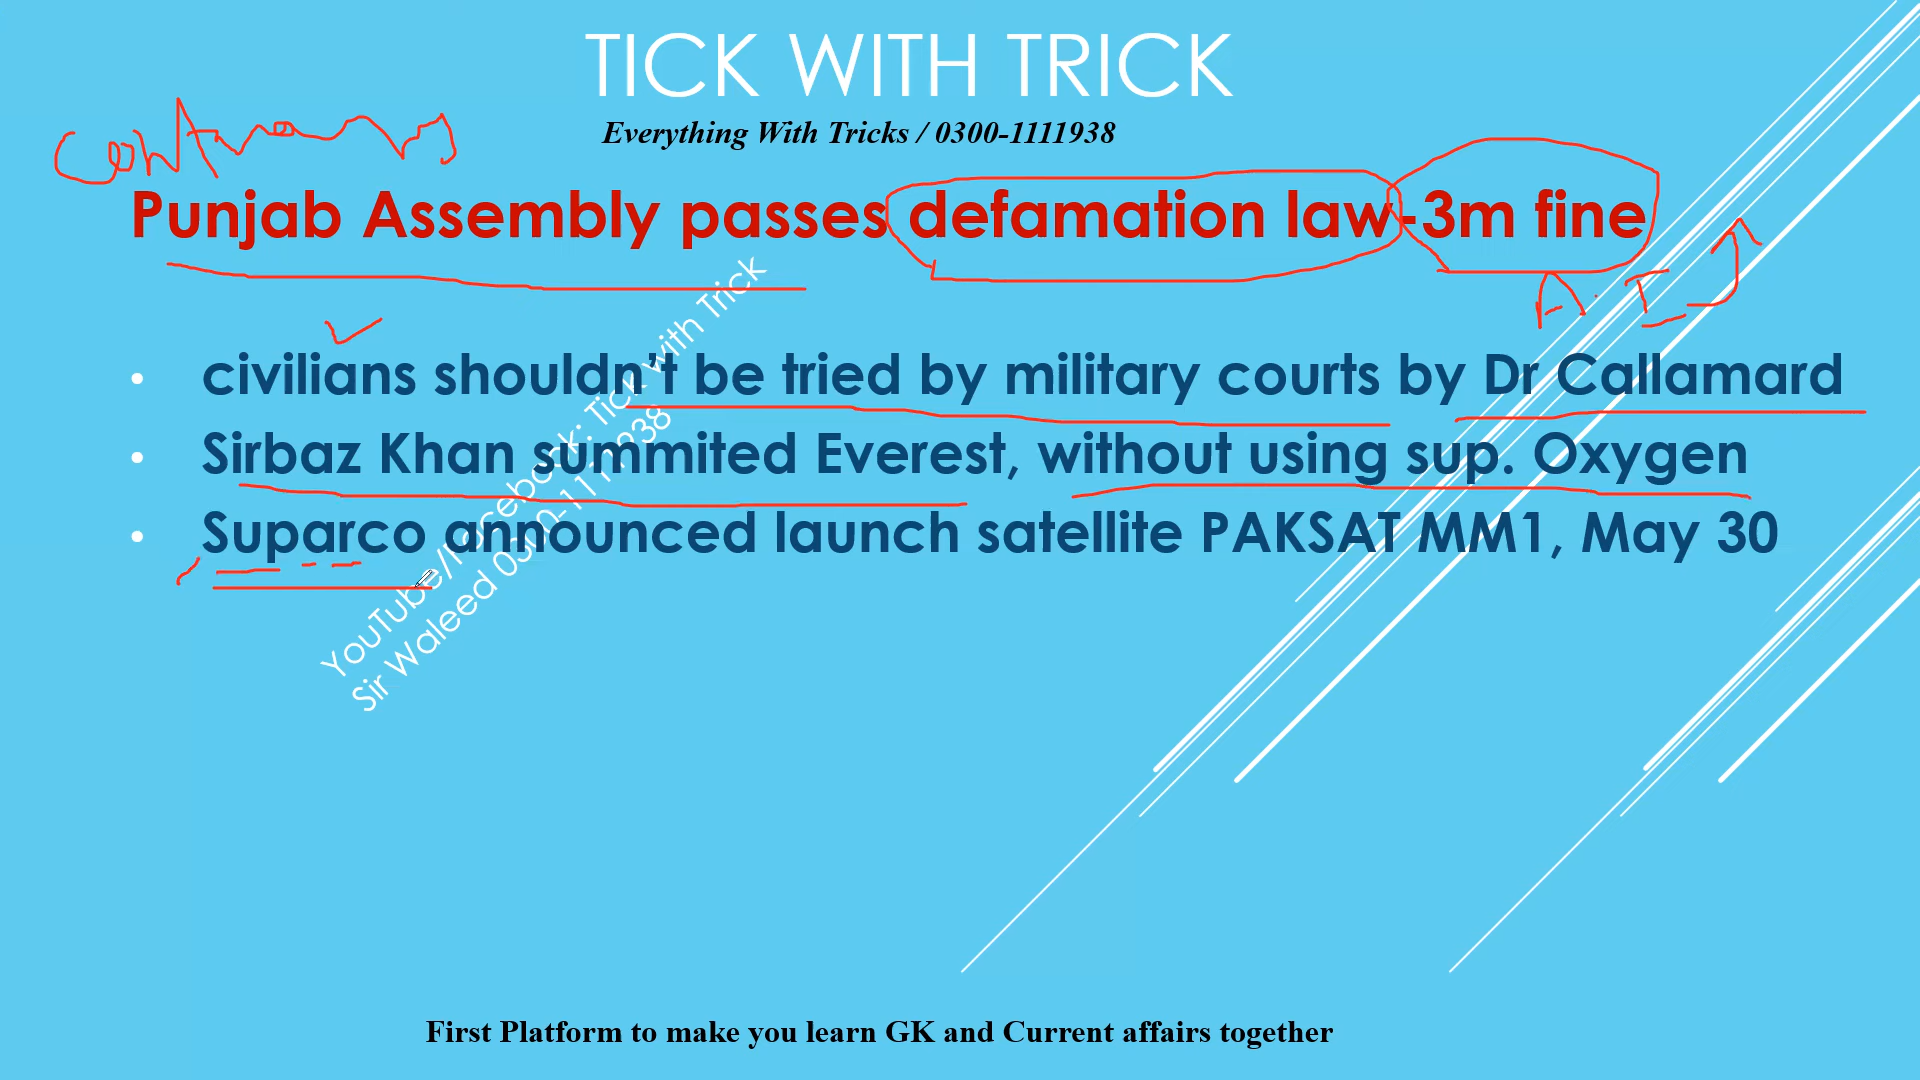 TICK WITH TRICK
Everything With Tricks / 0300-1111938
Punjab Assembly passes defamation law-3m fine
• civilians shouldn't be tried by military courts by Dr Callamard
• Sirbaz Khan summited Everest, without using sup. Oxygen
• Suparco announced launch satellite PAKSAT MM1, May 30
YouTube/Facebook: Tick with Trick
Sir Waleed 0300-1111938
First Platform to make you learn GK and Current affairs together